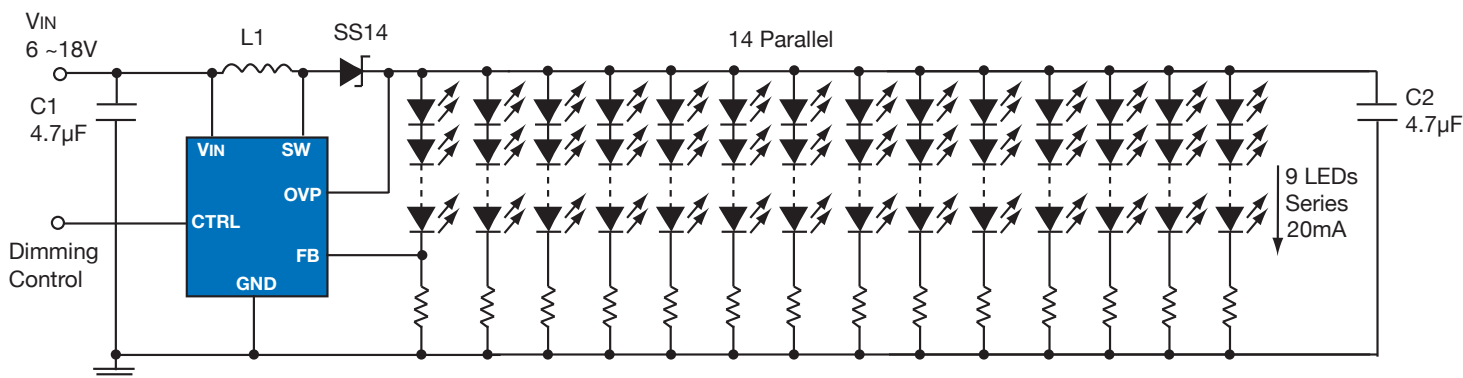 VIN
6 ~18V
L1
SS14
14 Parallel
C1
4.7µF
C2
4.7µF
VIN
SW
OVP
CTRL
FB
GND
Dimming
Control
9 LEDs
Series
20mA